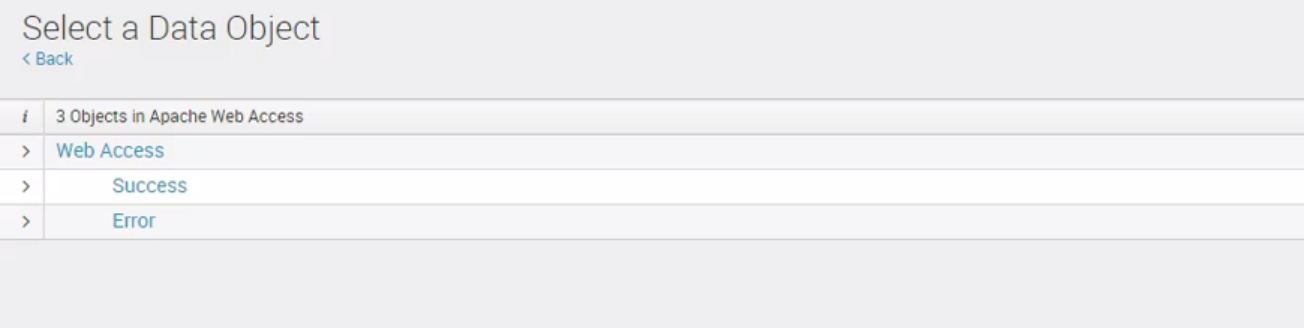 Select a Data Object
< Back
i 3 Objects in Apache Web Access
> Web Access
> Success
> Error